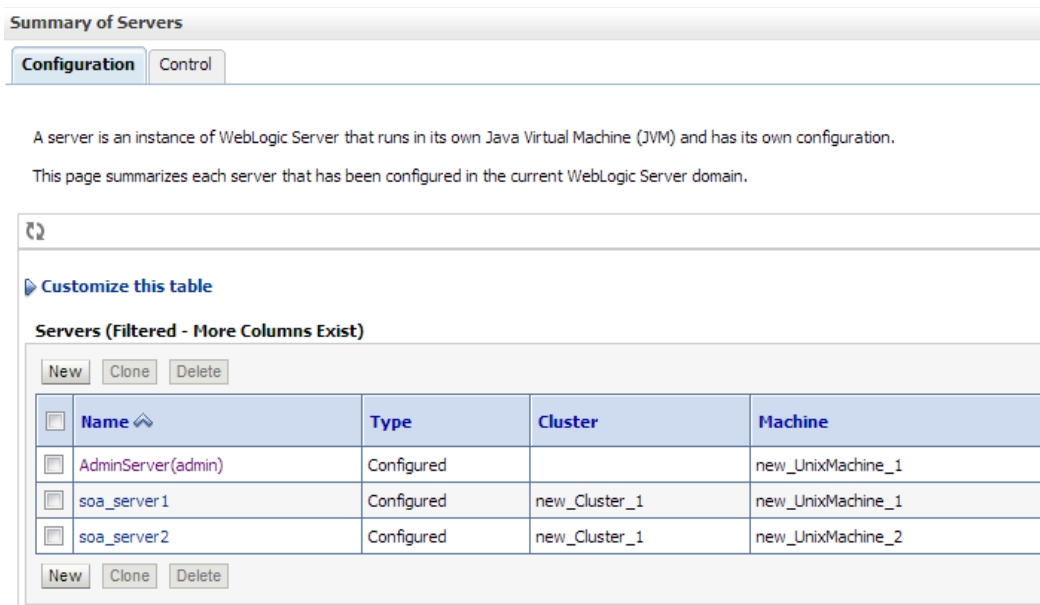 Summary of Servers
Configuration Control
A server is an instance of WebLogic Server that runs in its own Java Virtual Machine (JVM) and has its own configuration.
This page summarizes each server that has been configured in the current WebLogic Server domain.
Customize this table
Servers (Filtered - More Columns Exist)
New Clone Delete
Name Type Cluster Machine
AdminServer(admin) Configured new_UnixMachine_1
soa_server1 Configured new_Cluster_1 new_UnixMachine_1
soa_server2 Configured new_Cluster_1 new_UnixMachine_2
New Clone Delete